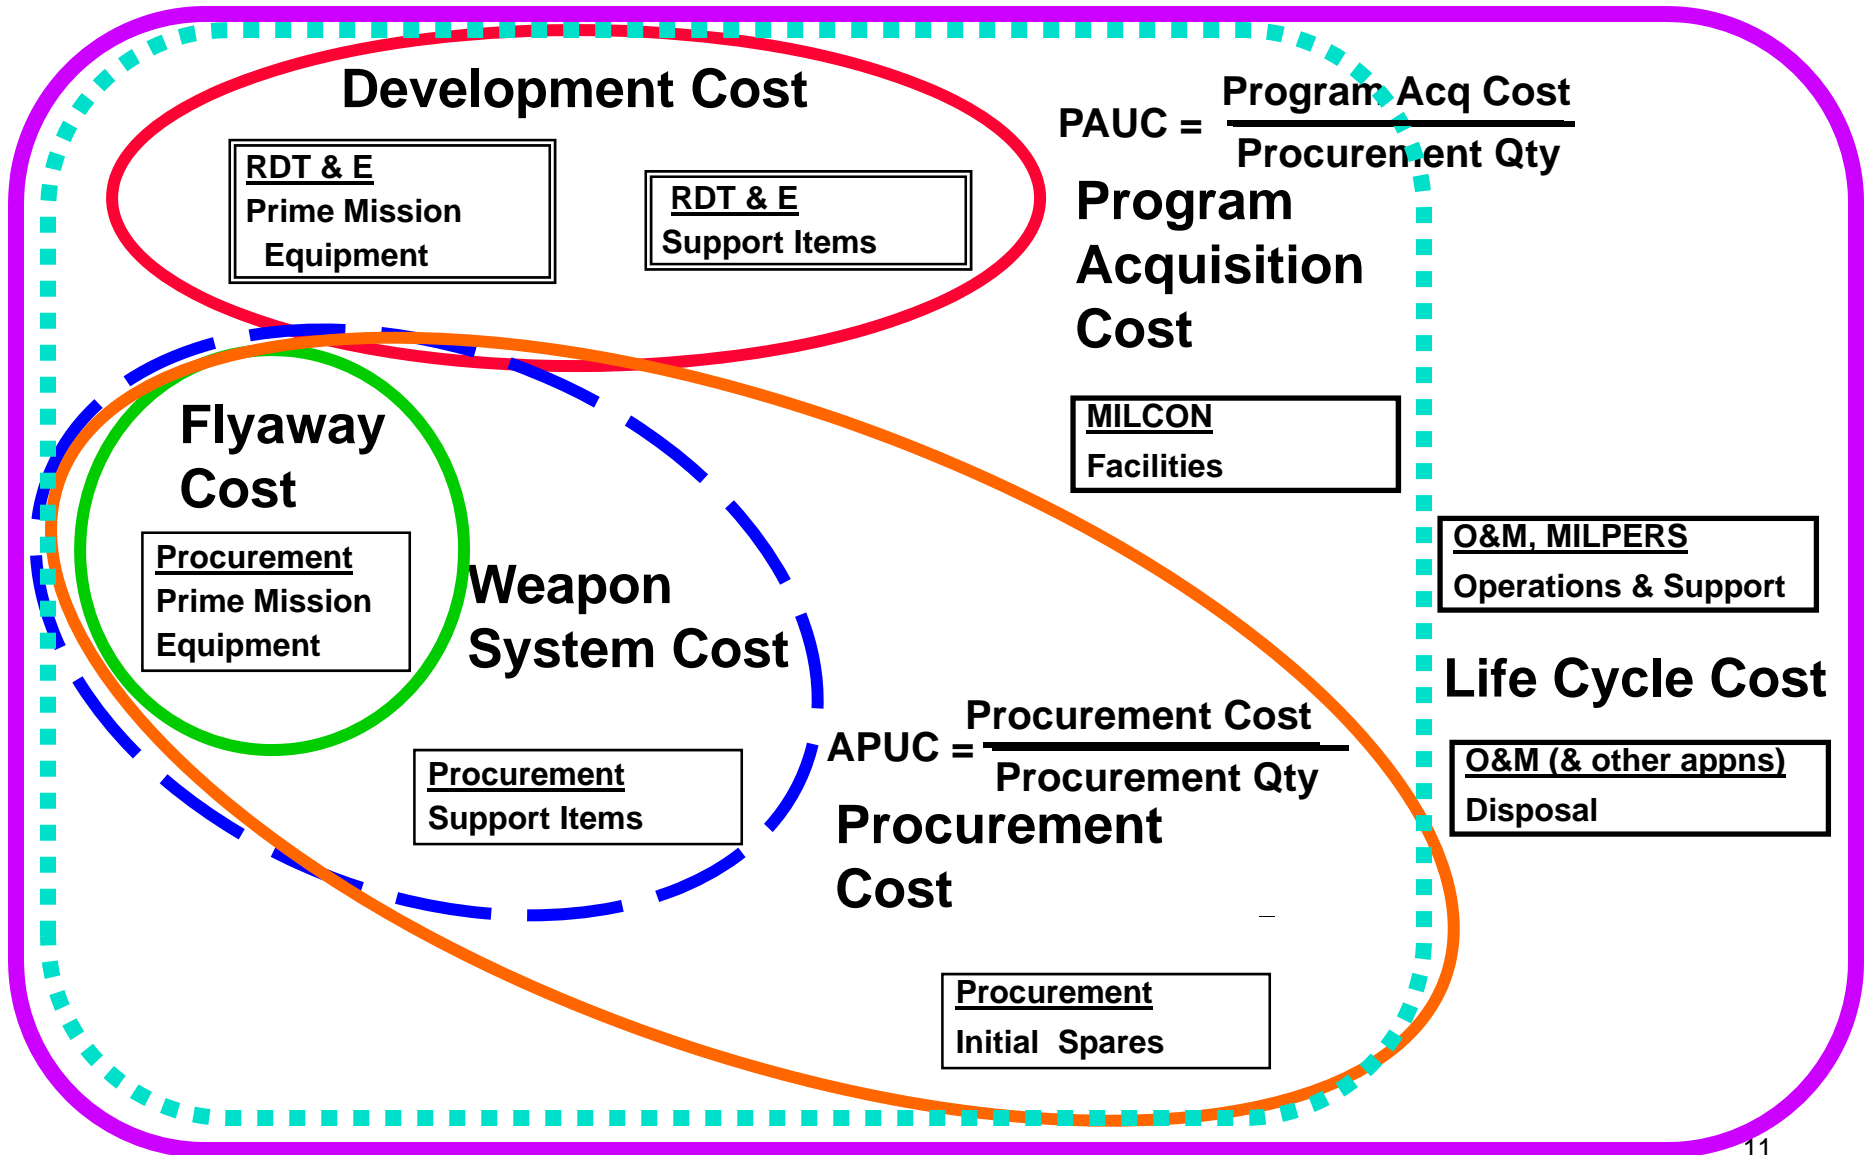 Development Cost
RDT & E
Prime Mission
Equipment
RDT & E
Support Items
PAUC =
Program Acq Cost
Procurement Qty
Program
Acquisition
Cost
MILCON
Facilities
Flyaway
Cost
Procurement
Prime Mission
Equipment
Weapon
System Cost
Procurement
Support Items
APUC =
Procurement Cost
Procurement Qty
Procurement
Cost
Procurement
Initial Spares
O&M, MILPERS
Operations & Support
Life Cycle Cost
O&M (& other appns)
Disposal
11